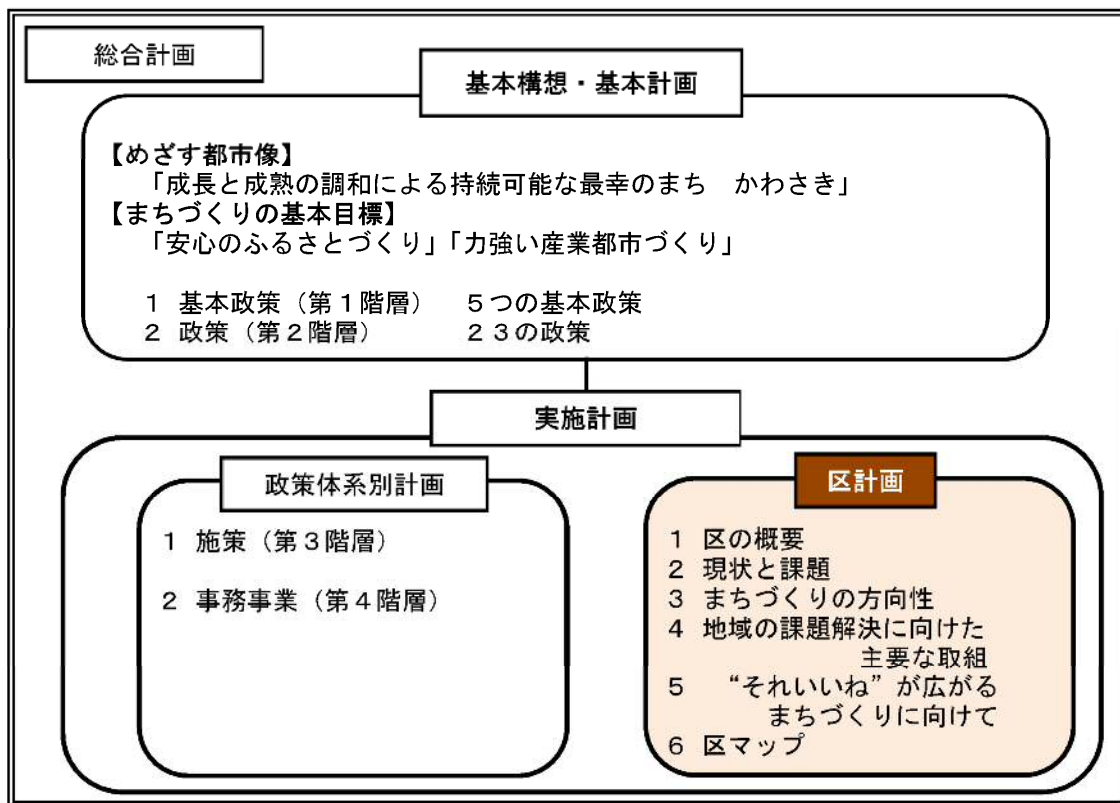 総合計画
基本構想・基本計画
【めざす都市像】
「成長と成熟の調和による持続可能な最幸のまち　かわさき」
【まちづくりの基本目標】
「安心のふるさとづくり」「力強い産業都市づくり」
１ 基本政策（第１階層）　５つの基本政策
２ 政策（第２階層）　２３の政策
実施計画
政策体系別計画
１ 施策（第３階層）
２ 事務事業（第４階層）
区計画
１ 区の概要
２ 現状と課題
３ まちづくりの方向性
４ 地域の課題解決に向けた
主要な取組
５ “それいいね”が広がる
まちづくりに向けて
６ 区マップ